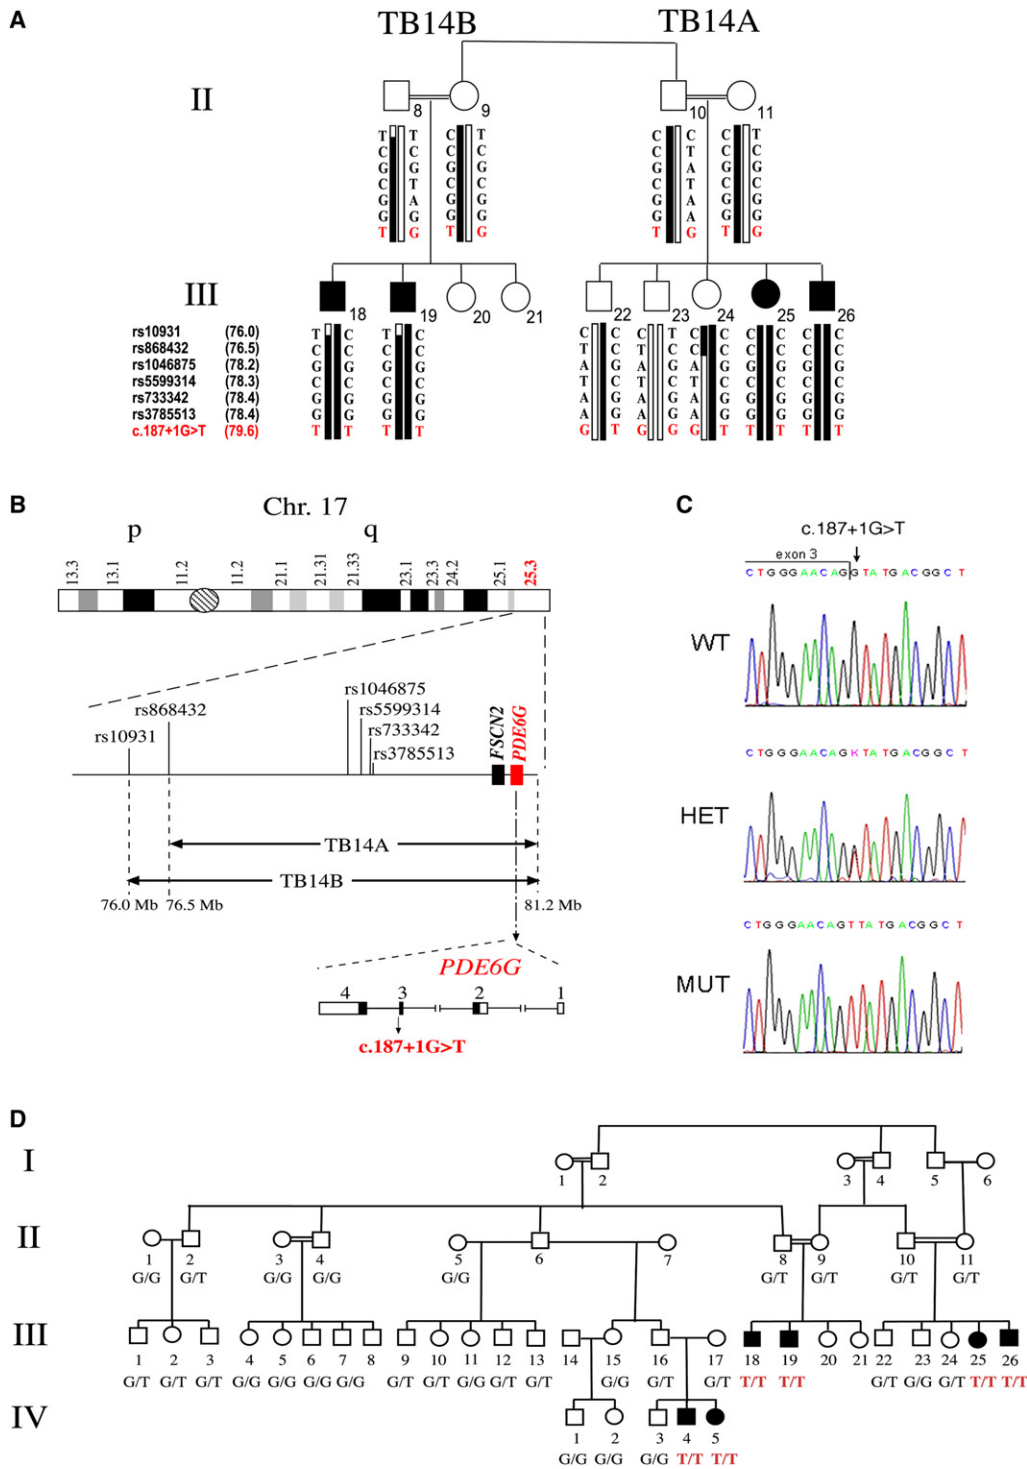 A
TB14B TB14A
II
8 9 10 11
T T C T C C C T
C C C C C T C C
G G G G G A G G
C T C C C T C C
G A G G G A G G
G G G G G A G G
T G T G T G T G
III
18 19 20 21 22 23 24 25 26
rs10931 (76.0)
rs868432 (76.5)
rs1046875 (78.2)
rs5599314 (78.3)
rs733342 (78.4)
rs3785513 (78.4)
c.187+1G>T (79.6)
T C T C C C C T C C C C C C
C C C C T C T C C C C C C C
G G G G A G A G A G G G G G
C C C C T C T C T C C C C C
G G G G A G A G A G G G G G
G G G G A G A G A G G G G G
T T T T G T G G G T T T T T
B
Chr. 17
p q
13.3 13.1 11.2 11.2 21.1 21.31 21.33 23.1 23.3 24.2 25.1 25.3
rs1046875
rs868432
rs5599314
rs10931
rs733342
rs3785513
FSCN2
PDE6G
TB14A
TB14B
76.0 Mb 76.5 Mb 81.2 Mb
PDE6G
4 3 2 1
c.187+1G>T
C
c.187+1G>T
exon 3
C T G G G A A C A G G T A T G A C G G C T
WT
C T G G G A A C A G K T A T G A C G G C T
HET
C T G G G A A C A G T T A T G A C G G C T
MUT
D
I
1 2 3 4 5 6
II
1 2 3 4 5 6 7 8 9 10 11
G/G G/T G/G G/G G/G G/T G/T G/T G/T
III
1 2 3 4 5 6 7 8 9 10 11 12 13 14 15 16 17 18 19 20 21 22 23 24 25 26
G/T G/T G/T G/G G/G G/G G/G G/T G/T G/G G/T G/T G/G G/T G/T T/T T/T G/T G/G G/T T/T T/T
IV
1 2 3 4 5
G/G G/G G/G T/T T/T